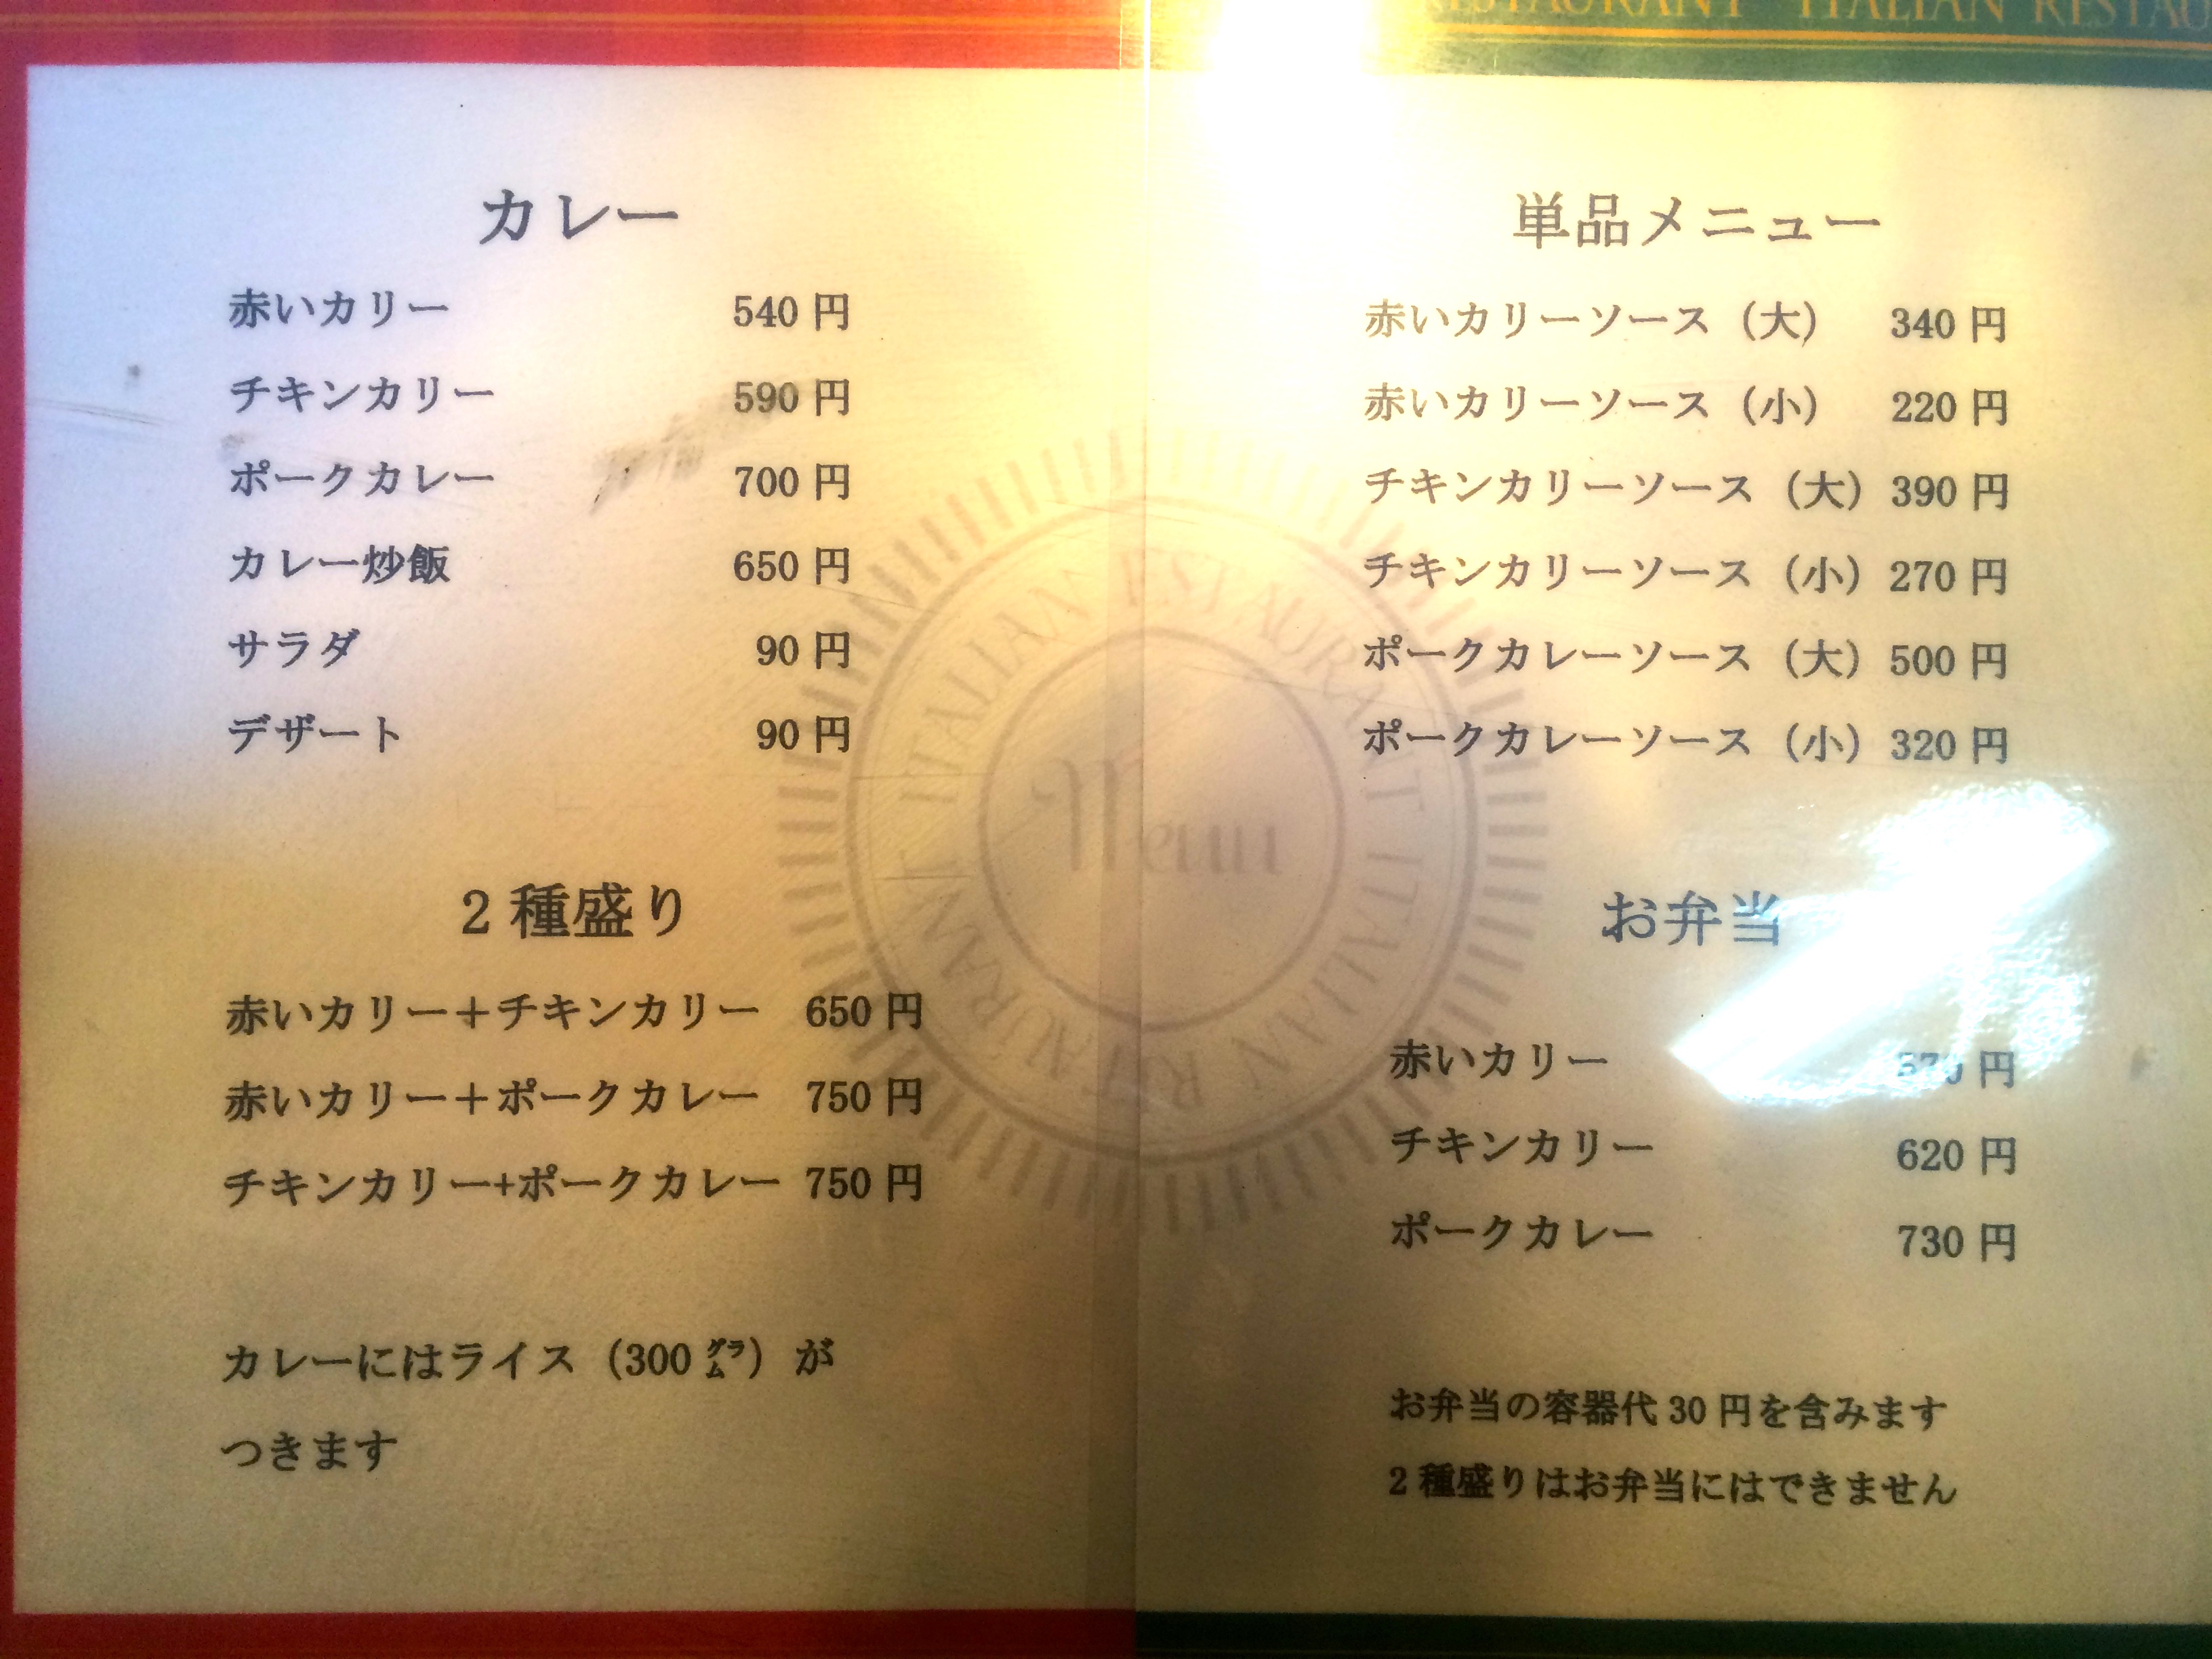 RESTAURANT ITALIAN RESTAU
カレー
赤いカリー 540円
チキンカリー 590円
ポークカレー 700円
カレー炒飯 650円
サラダ 90円
デザート 90円
2種盛り
赤いカリー＋チキンカリー 650円
赤いカリー＋ポークカレー 750円
チキンカリー+ポークカレー 750円
カレーにはライス（300㌘）が
つきます
単品メニュー
赤いカリーソース（大） 340円
赤いカリーソース（小） 220円
チキンカリーソース（大） 390円
チキンカリーソース（小） 270円
ポークカレーソース（大） 500円
ポークカレーソース（小） 320円
お弁当
赤いカリー 570円
チキンカリー 620円
ポークカレー 730円
お弁当の容器代30円を含みます
2種盛りはお弁当にはできません
Menu